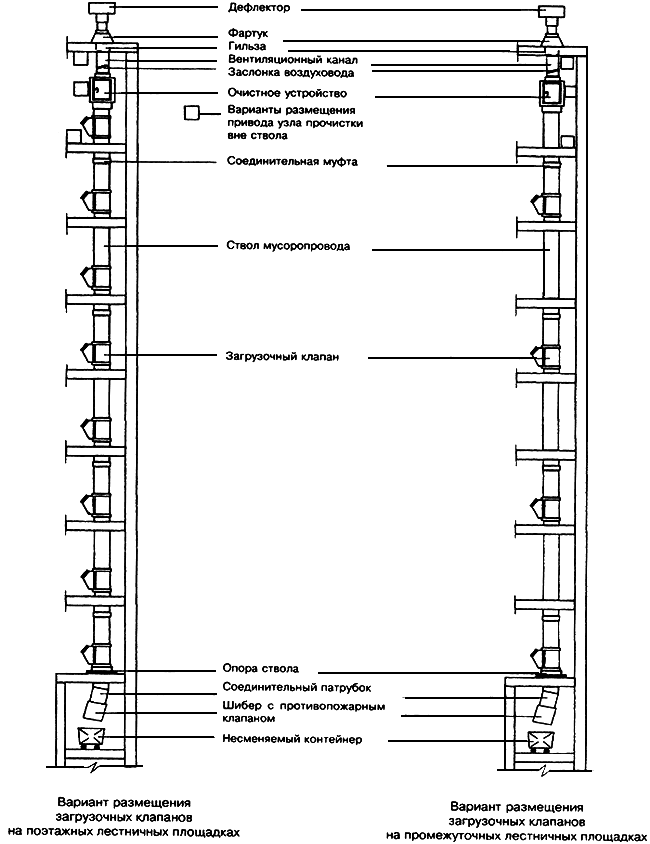 Дефлектор
Фартук
Гильза
Вентиляционный канал
Заслонка воздуховода
Очистное устройство
Варианты размещения
привода узла прочистки
вне ствола
Соединительная муфта
Ствол мусоропровода
Загрузочный клапан
Опора ствола
Соединительный патрубок
Шибер с противопожарным
клапаном
Несменяемый контейнер
Вариант размещения
загрузочных клапанов
на поэтажных лестничных площадках
Вариант размещения
загрузочных клапанов
на промежуточных лестничных площадках